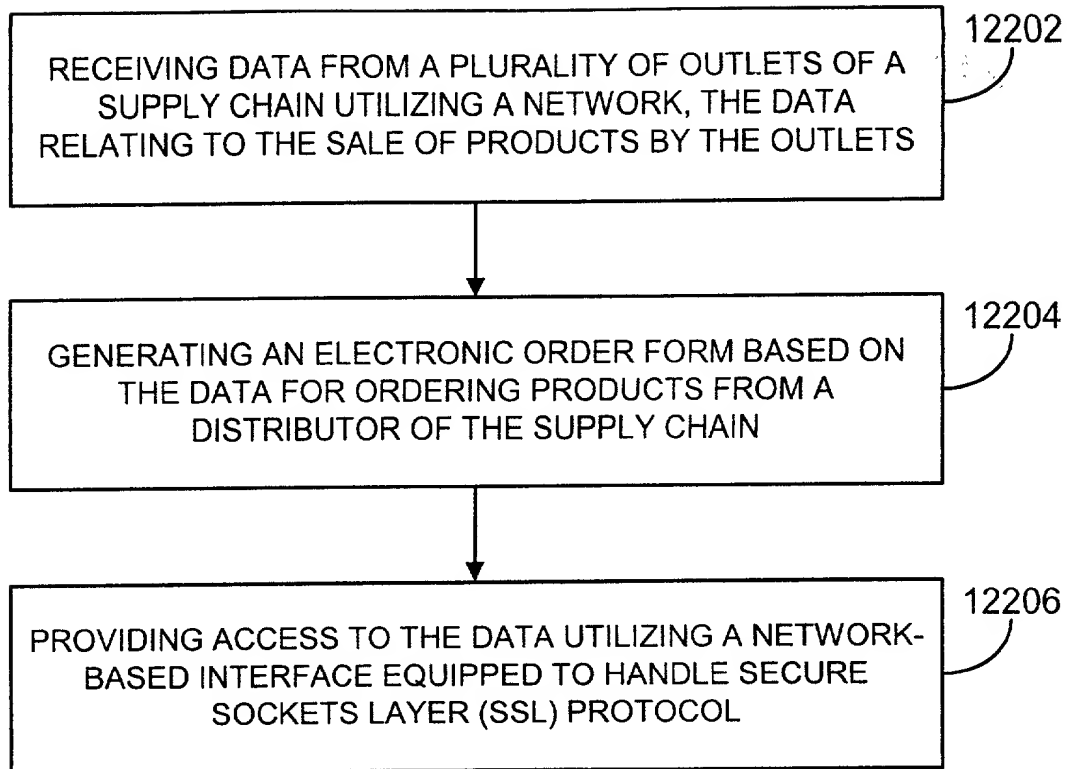 12202
RECEIVING DATA FROM A PLURALITY OF OUTLETS OF A
SUPPLY CHAIN UTILIZING A NETWORK, THE DATA
RELATING TO THE SALE OF PRODUCTS BY THE OUTLETS
12204
GENERATING AN ELECTRONIC ORDER FORM BASED ON
THE DATA FOR ORDERING PRODUCTS FROM A
DISTRIBUTOR OF THE SUPPLY CHAIN
12206
PROVIDING ACCESS TO THE DATA UTILIZING A NETWORK-
BASED INTERFACE EQUIPPED TO HANDLE SECURE
SOCKETS LAYER (SSL) PROTOCOL